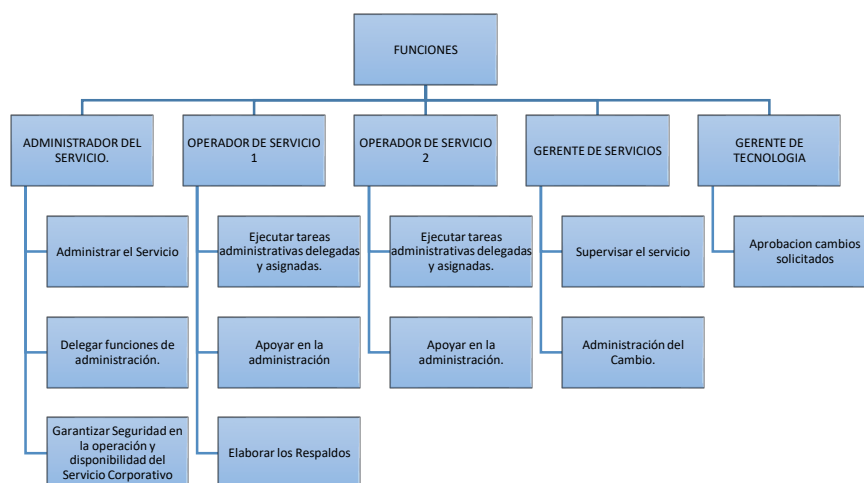 FUNCIONES
ADMINISTRADOR DEL
SERVICIO.
OPERADOR DE SERVICIO
1
OPERADOR DE SERVICIO
2
GERENTE DE SERVICIOS
GERENTE DE
TECNOLOGIA
Administrar el Servicio
Ejecutar tareas
administrativas delegadas
y asignadas.
Ejecutar tareas
administrativas delegadas
y asignadas.
Supervisar el servicio
Aprobacion cambios
solicitados
Delegar funciones de
administración.
Apoyar en la
administración
Apoyar en la
administración.
Administración del
Cambio.
Garantizar Seguridad en
la operación y
disponibilidad del
Servicio Corporativo
Elaborar los Respaldos